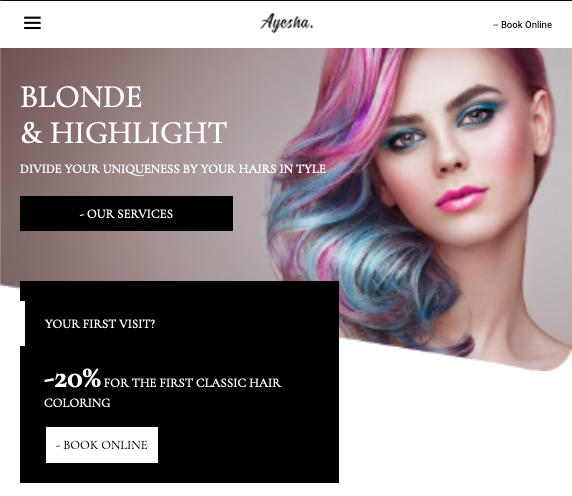 Ayesha.
– Book Online
BLONDE
& HIGHLIGHT
DIVIDE YOUR UNIQUENESS BY YOUR HAIRS IN TYLE
- OUR SERVICES
YOUR FIRST VISIT?
-20% FOR THE FIRST CLASSIC HAIR
COLORING
- BOOK ONLINE